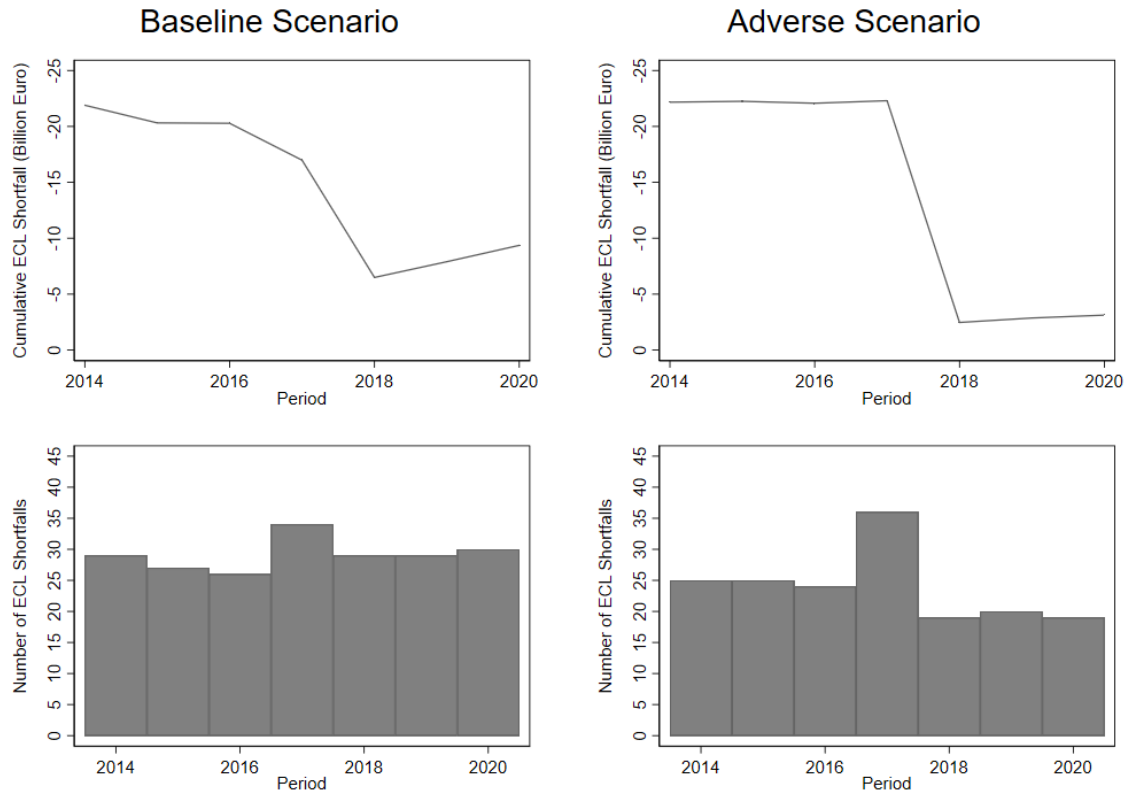 Baseline Scenario
Cumulative ECL Shortfall (Billion Euro)
-25
-20
-15
-10
-5
0
2014 2016 2018 2020
Period
Adverse Scenario
Cumulative ECL Shortfall (Billion Euro)
-25
-20
-15
-10
-5
0
2014 2016 2018 2020
Period
Number of ECL Shortfalls
45
40
35
30
25
20
15
10
5
0
2014 2016 2018 2020
Period
Number of ECL Shortfalls
45
40
35
30
25
20
15
10
5
0
2014 2016 2018 2020
Period